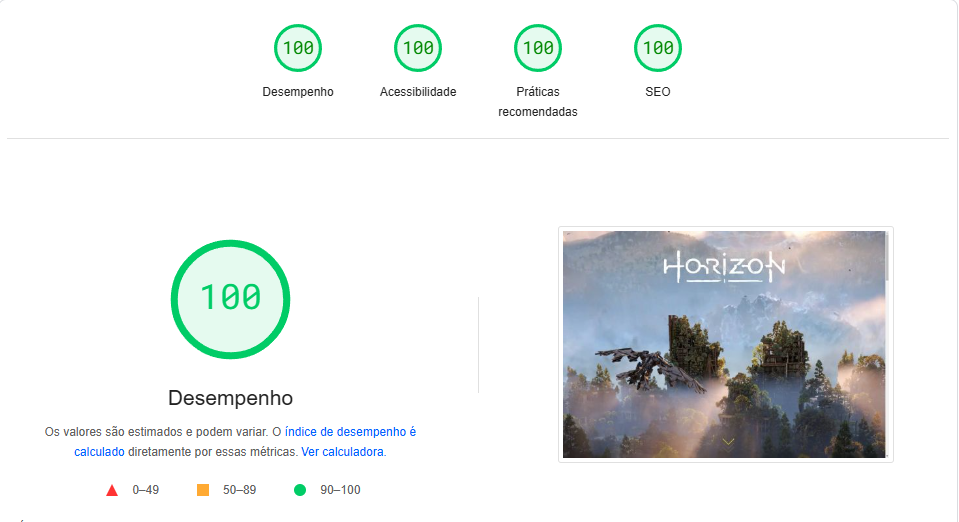 100
100
100
100
Desempenho
Acessibilidade
Práticas
recomendadas
SEO
100
Desempenho
Os valores são estimados e podem variar. O índice de desempenho é
calculado diretamente por essas métricas. Ver calculadora.
0–49
50–89
90–100
HORIZON